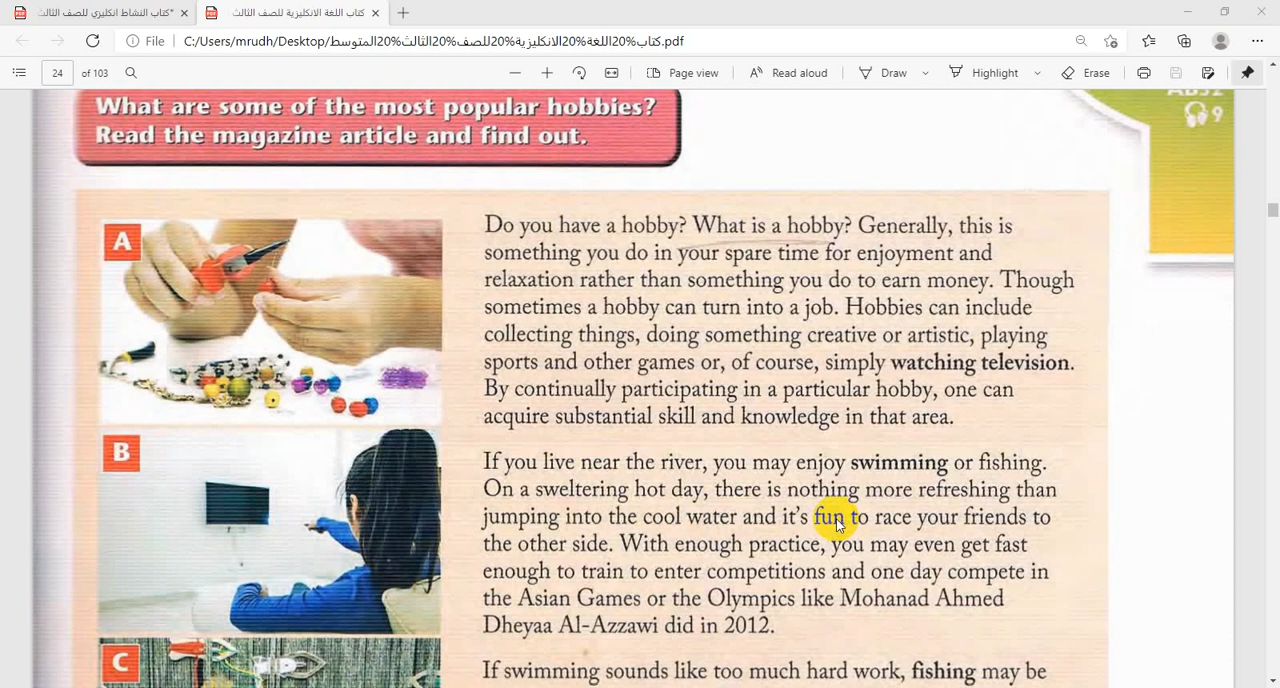 كتاب النشاط انكليزي للصف الثالث*
كتاب اللغة الانكليزية للصف الثالث
File
C:/Users/mrudh/Desktop/كتاب%20اللغة%20الانكليزية%20للصف%20الثالث%20المتوسط.pdf
24 of 103
Page view
Read aloud
Draw
Highlight
Erase
What are some of the most popular hobbies?
Read the magazine article and find out.
9
A
Do you have a hobby? What is a hobby? Generally, this is
something you do in your spare time for enjoyment and
relaxation rather than something you do to earn money. Though
sometimes a hobby can turn into a job. Hobbies can include
collecting things, doing something creative or artistic, playing
sports and other games or, of course, simply watching television.
By continually participating in a particular hobby, one can
acquire substantial skill and knowledge in that area.
B
If you live near the river, you may enjoy swimming or fishing.
On a sweltering hot day, there is nothing more refreshing than
jumping into the cool water and it's fun to race your friends to
the other side. With enough practice, you may even get fast
enough to train to enter competitions and one day compete in
the Asian Games or the Olympics like Mohanad Ahmed
Dheyaa Al-Azzawi did in 2012.
C
If swimming sounds like too much hard work, fishing may be